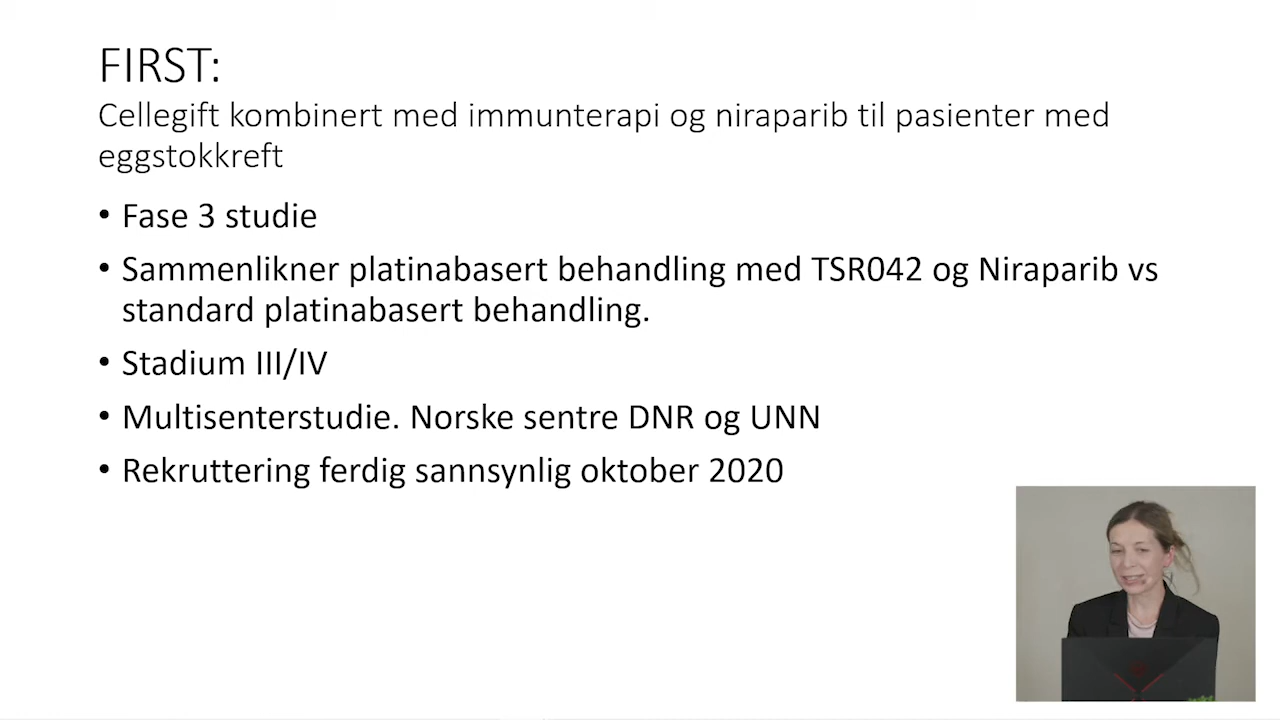 FIRST:
Cellegift kombinert med immunterapi og niraparib til pasienter med
eggstokkreft
• Fase 3 studie
• Sammenlikner platinabasert behandling med TSR042 og Niraparib vs
standard platinabasert behandling.
• Stadium III/IV
• Multisenterstudie. Norske sentre DNR og UNN
• Rekruttering ferdig sannsynlig oktober 2020